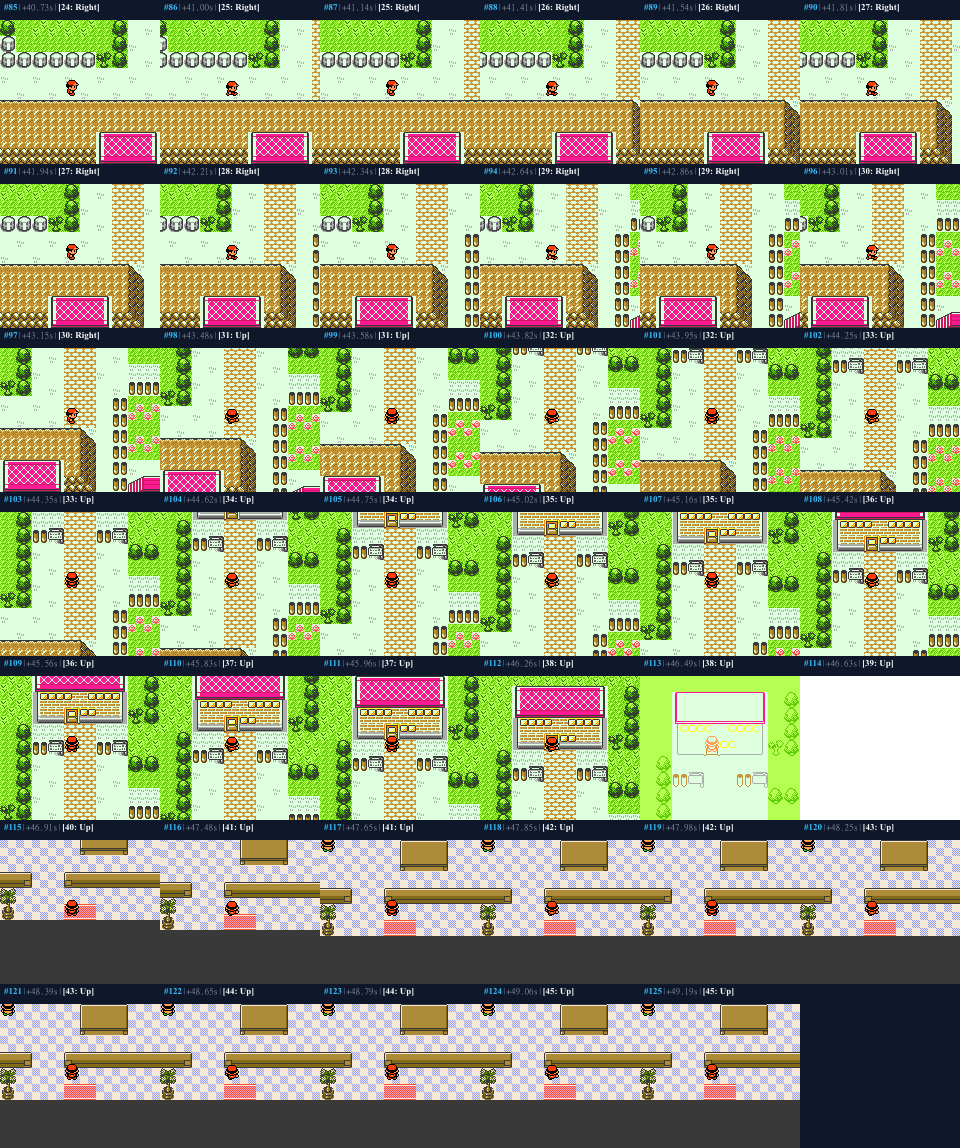 #85|+40.73s| [24: Right]
#86|+41.00s| [25: Right]
#87|+41.14s| [25: Right]
#88|+41.41s| [26: Right]
#89|+41.54s| [26: Right]
#90|+41.81s| [27: Right]
#91|+41.94s| [27: Right]
#92|+42.21s| [28: Right]
#93|+42.34s| [28: Right]
#94|+42.64s| [29: Right]
#95|+42.86s| [29: Right]
#96|+43.01s| [30: Right]
#97|+43.15s| [30: Right]
#98|+43.48s| [31: Up]
#99|+43.58s| [31: Up]
#100|+43.82s| [32: Up]
#101|+43.95s| [32: Up]
#102|+44.25s| [33: Up]
#103|+44.35s| [33: Up]
#104|+44.62s| [34: Up]
#105|+44.75s| [34: Up]
#106|+45.02s| [35: Up]
#107|+45.16s| [35: Up]
#108|+45.42s| [36: Up]
#109|+45.56s| [36: Up]
#110|+45.83s| [37: Up]
#111|+45.96s| [37: Up]
#112|+46.26s| [38: Up]
#113|+46.49s| [38: Up]
#114|+46.63s| [39: Up]
#115|+46.91s| [40: Up]
#116|+47.48s| [41: Up]
#117|+47.65s| [41: Up]
#118|+47.85s| [42: Up]
#119|+47.98s| [42: Up]
#120|+48.25s| [43: Up]
#121|+48.39s| [43: Up]
#122|+48.65s| [44: Up]
#123|+48.79s| [44: Up]
#124|+49.06s| [45: Up]
#125|+49.19s| [45: Up]